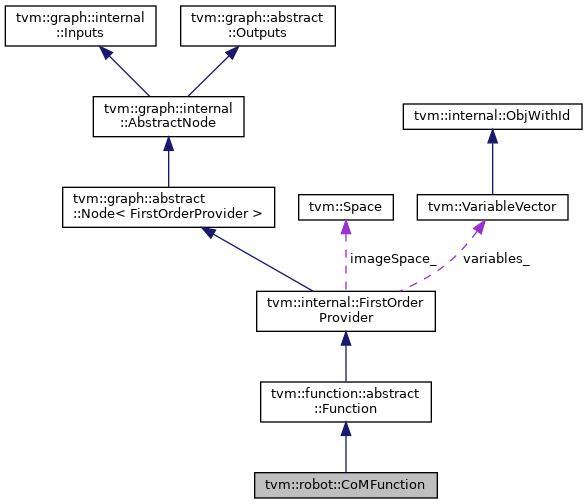 tvm::graph::internal
::Inputs
tvm::graph::abstract
::Outputs
tvm::graph::internal
::AbstractNode
tvm::internal::ObjWithId
tvm::graph::abstract
::Node< FirstOrderProvider >
tvm::Space
tvm::VariableVector
imageSpace_
variables_
tvm::internal::FirstOrder
Provider
tvm::function::abstract
::Function
tvm::robot::CoMFunction